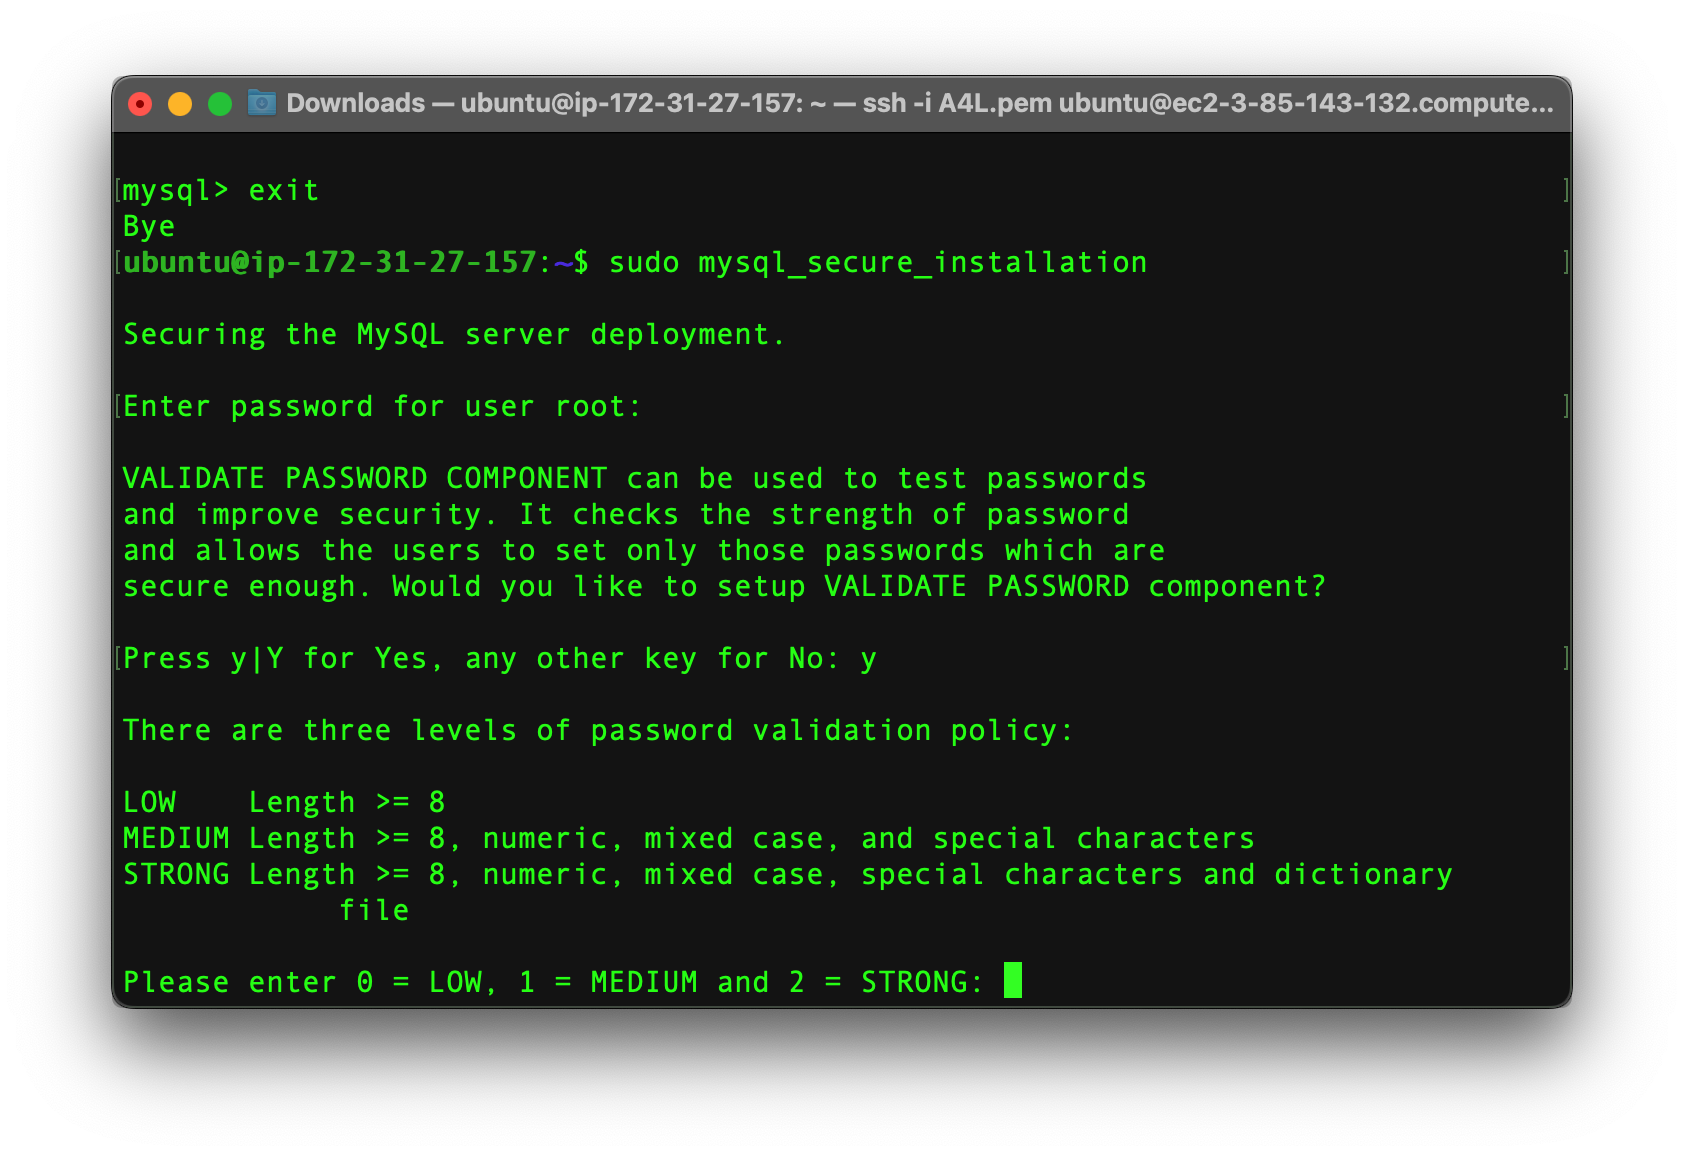 Downloads — ubuntu@ip-172-31-27-157: ~ — ssh -i A4L.pem ubuntu@ec2-3-85-143-132.compute...
mysql> exit
Bye
ubuntu@ip-172-31-27-157:~$ sudo mysql_secure_installation
Securing the MySQL server deployment.
Enter password for user root:
VALIDATE PASSWORD COMPONENT can be used to test passwords
and improve security. It checks the strength of password
and allows the users to set only those passwords which are
secure enough. Would you like to setup VALIDATE PASSWORD component?
Press y|Y for Yes, any other key for No: y
There are three levels of password validation policy:
LOW    Length >= 8
MEDIUM Length >= 8, numeric, mixed case, and special characters
STRONG Length >= 8, numeric, mixed case, special characters and dictionary
            file
Please enter 0 = LOW, 1 = MEDIUM and 2 = STRONG: